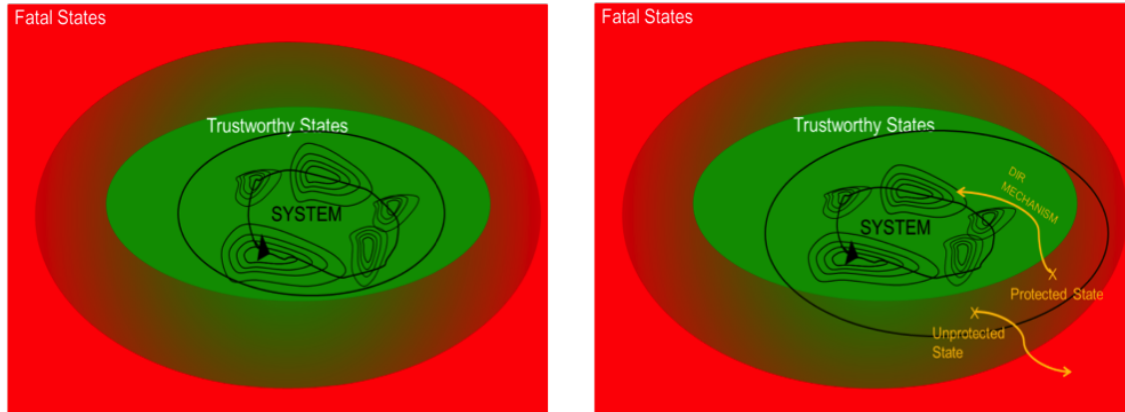 Fatal States
Trustworthy States
SYSTEM
Fatal States
Trustworthy States
DIR
MECHANISM
SYSTEM
Protected State
Unprotected
State